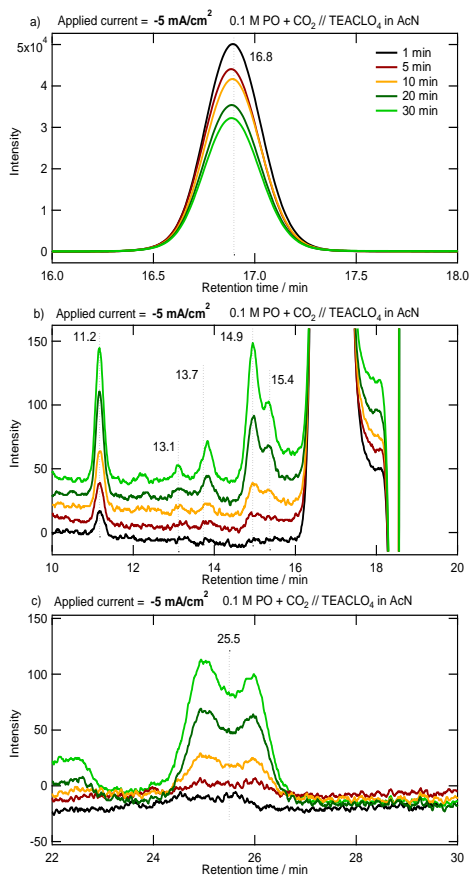 a) Applied current = -5 mA/cm² 0.1 M PO + CO₂ // TEACLO₄ in AcN
5x10⁴
4
3
2
1
0
Intensity
16.8
1 min
5 min
10 min
20 min
30 min
16.0 16.5 17.0 17.5 18.0
Retention time / min
b) Applied current = -5 mA/cm² 0.1 M PO + CO₂ // TEACLO₄ in AcN
150
100
50
0
Intensity
11.2
14.9
13.7
15.4
13.1
10 12 14 16 18 20
Retention time / min
c) Applied current = -5 mA/cm² 0.1 M PO + CO₂ // TEACLO₄ in AcN
150
100
50
0
-50
Intensity
25.5
22 24 26 28 30
Retention time / min